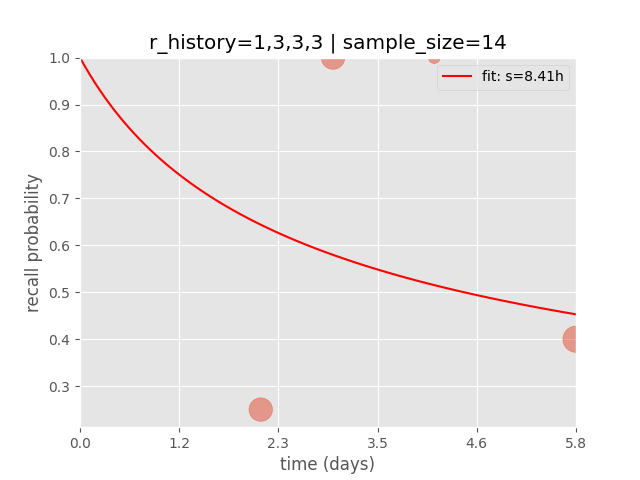 r_history=1,3,3,3 | sample_size=14
fit: s=8.41h
recall probability
1.0
0.9
0.8
0.7
0.6
0.5
0.4
0.3
0.0 1.2 2.3 3.5 4.6 5.8
time (days)